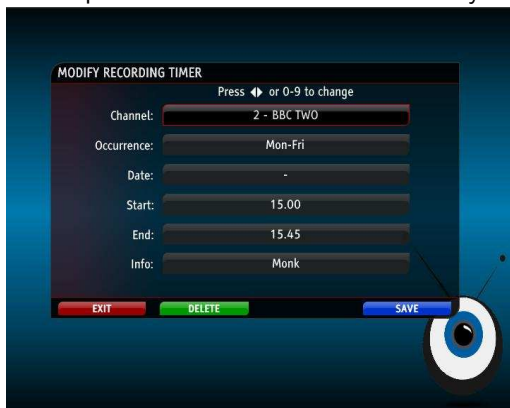 MODIFY RECORDING TIMER
Press ◀▶ or 0-9 to change
Channel: 2 - BBC TWO
Occurrence: Mon-Fri
Date: -
Start: 15.00
End: 15.45
Info: Monk
EXIT DELETE SAVE